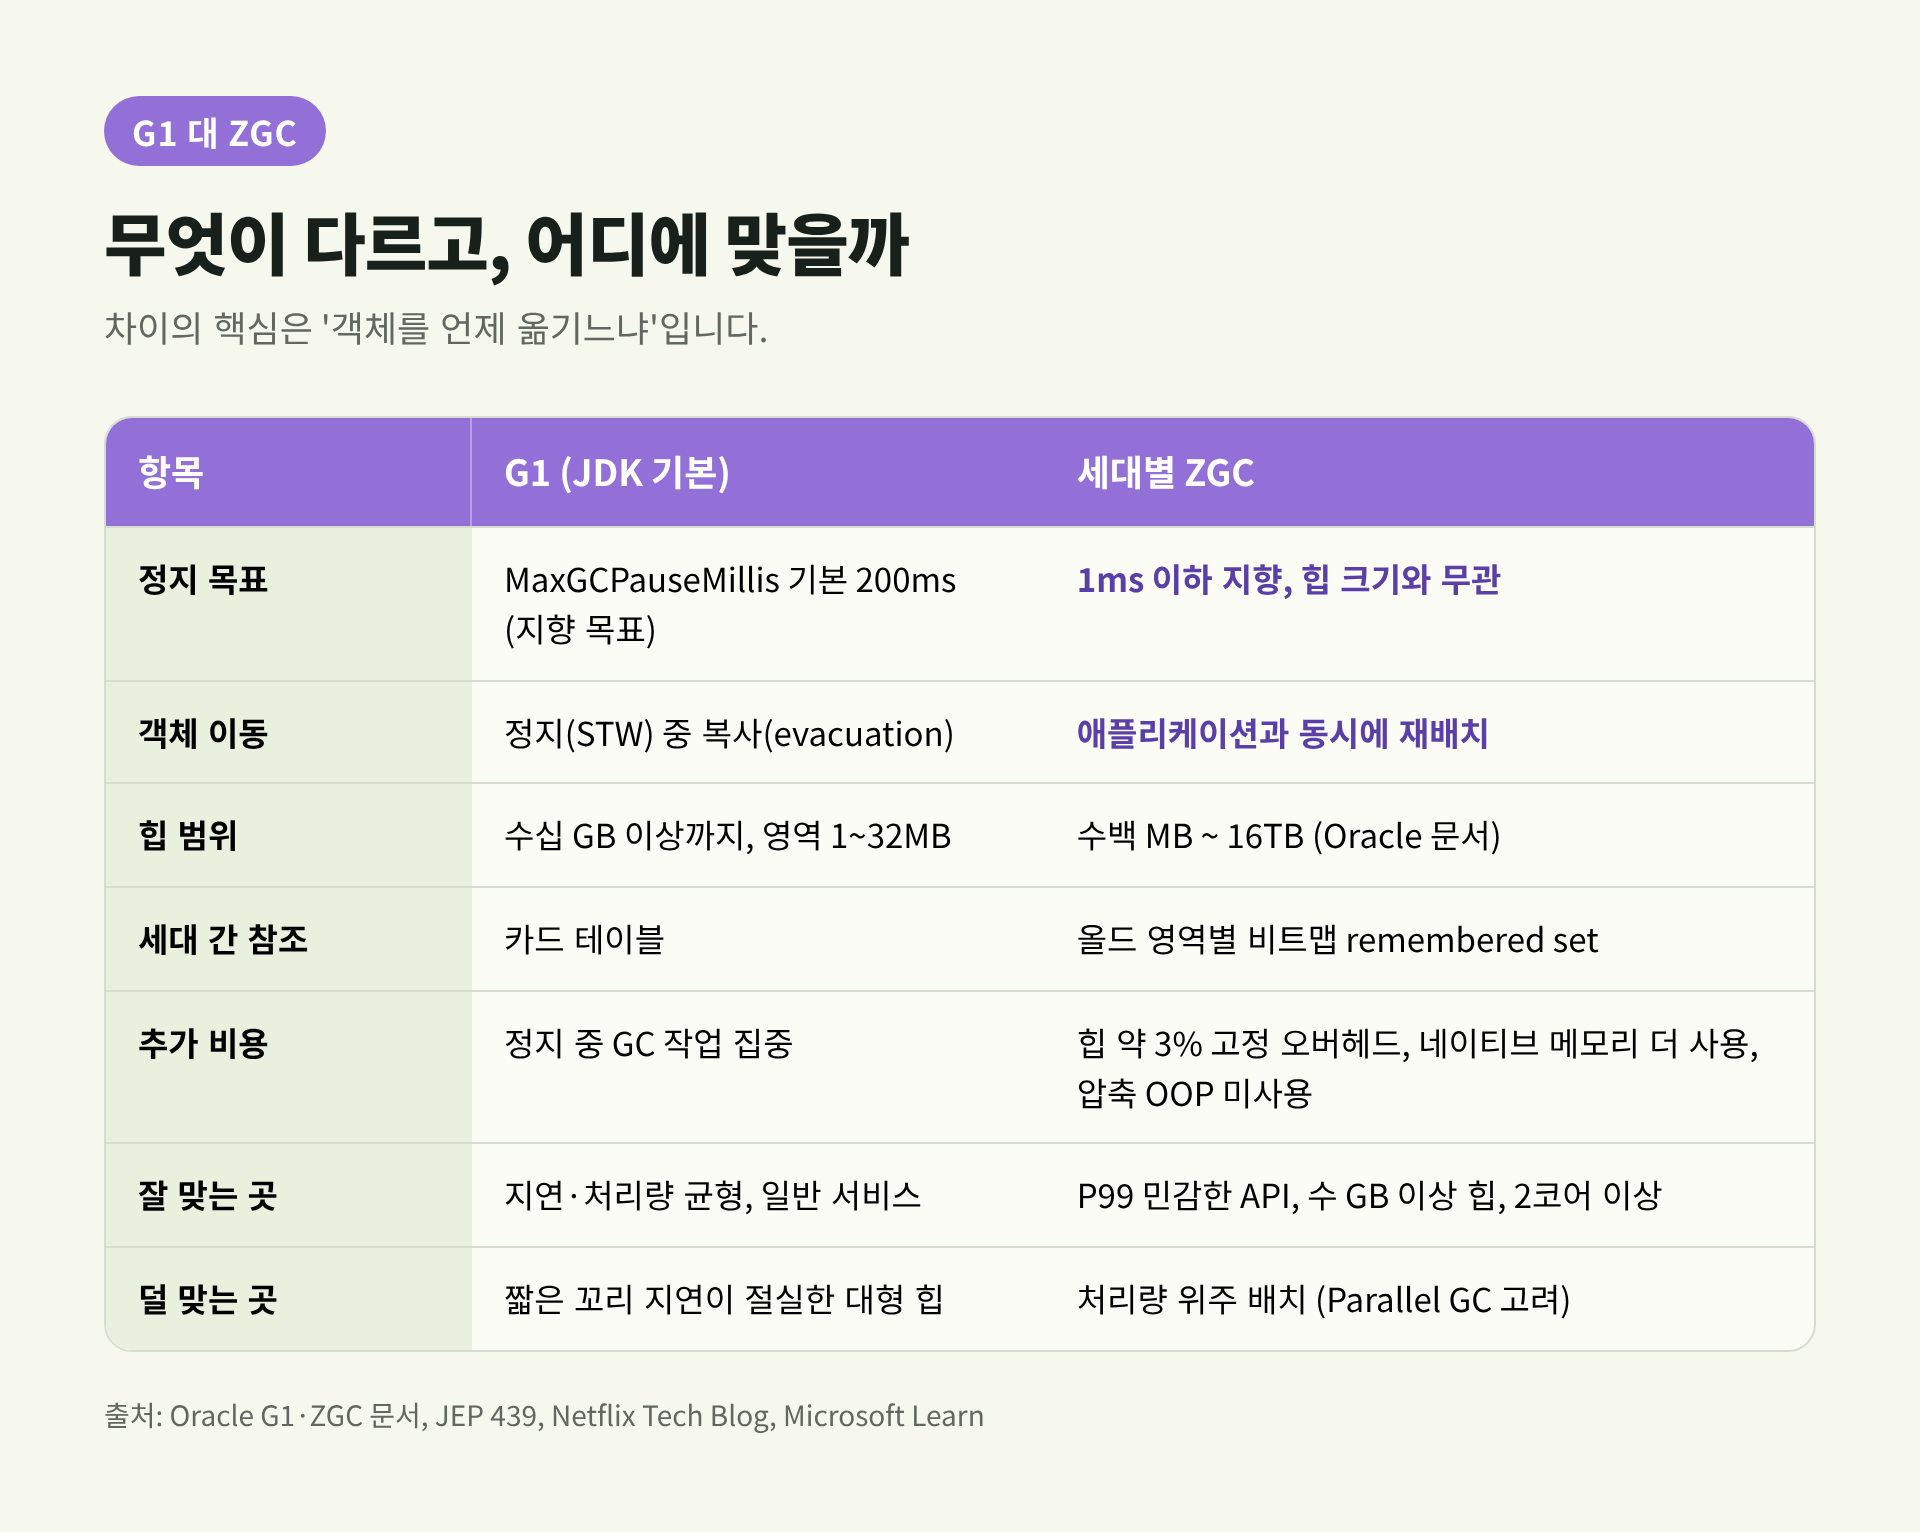 G1 대 ZGC
무엇이 다르고, 어디에 맞을까
차이의 핵심은 '객체를 언제 옮기느냐'입니다.
항목
G1 (JDK 기본)
세대별 ZGC
정지 목표
MaxGCPauseMillis 기본 200ms
(지향 목표)
1ms 이하 지향, 힙 크기와 무관
객체 이동
정지(STW) 중 복사(evacuation)
애플리케이션과 동시에 재배치
힙 범위
수십 GB 이상까지, 영역 1~32MB
수백 MB ~ 16TB (Oracle 문서)
세대 간 참조
카드 테이블
올드 영역별 비트맵 remembered set
추가 비용
정지 중 GC 작업 집중
힙 약 3% 고정 오버헤드, 네이티브 메모리 더 사용,
압축 OOP 미사용
잘 맞는 곳
지연·처리량 균형, 일반 서비스
P99 민감한 API, 수 GB 이상 힙, 2코어 이상
덜 맞는 곳
짧은 꼬리 지연이 절실한 대형 힙
처리량 위주 배치 (Parallel GC 고려)
출처: Oracle G1·ZGC 문서, JEP 439, Netflix Tech Blog, Microsoft Learn